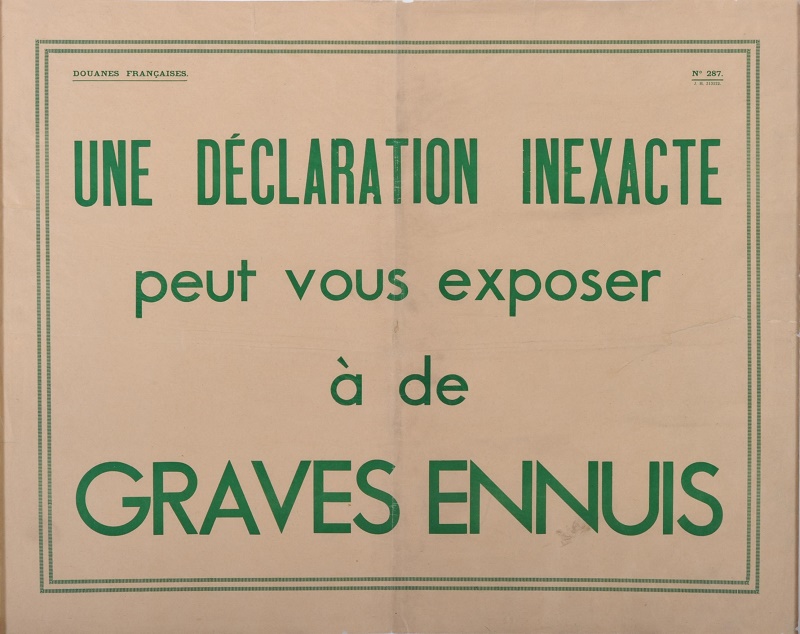 DOUANES FRANÇAISES.
N° 287.
UNE DÉCLARATION INEXACTE
peut vous exposer
à de
GRAVES ENNUIS